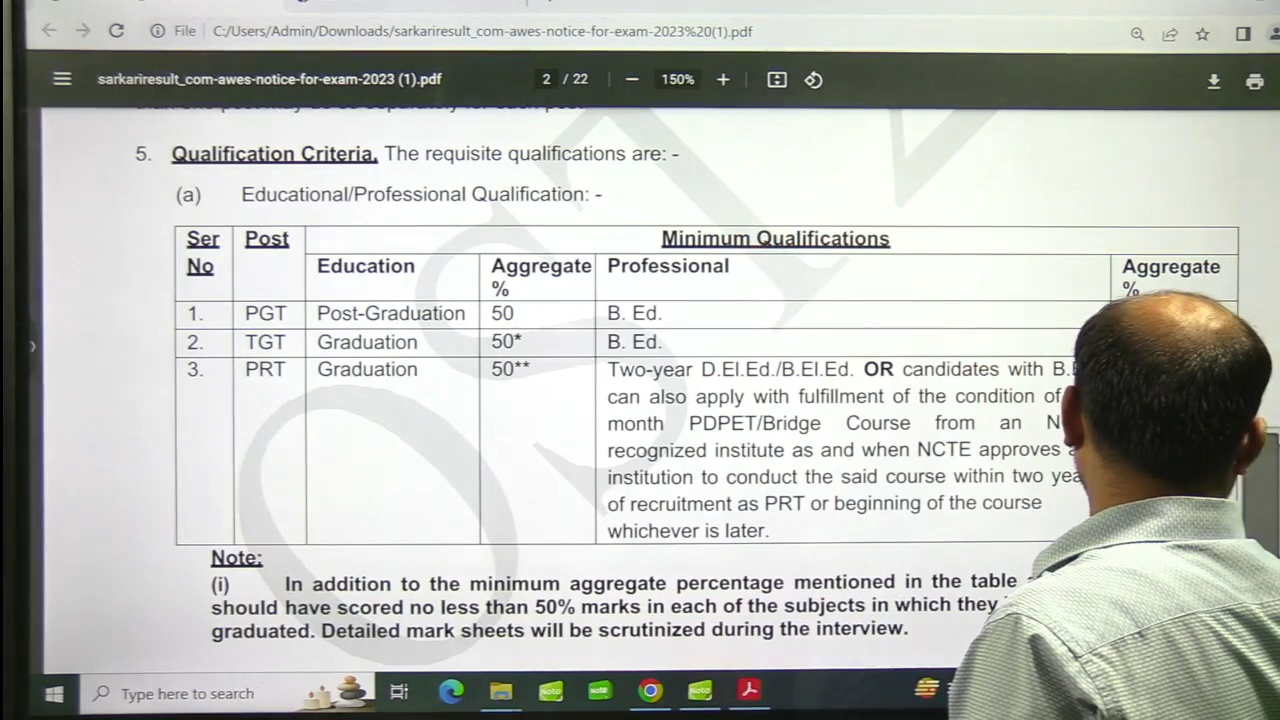 File C:/Users/Admin/Downloads/sarkariresult_com-awes-notice-for-exam-2023%20(1).pdf
sarkariresult_com-awes-notice-for-exam-2023 (1).pdf 2 / 22 150%
5. Qualification Criteria. The requisite qualifications are: -
(a) Educational/Professional Qualification: -
Ser No Post Minimum Qualifications
Education Aggregate % Professional Aggregate %
1. PGT Post-Graduation 50 B. Ed.
2. TGT Graduation 50* B. Ed.
3. PRT Graduation 50** Two-year D.El.Ed./B.El.Ed. OR candidates with
can also apply with fulfillment of the condition of
month PDPET/Bridge Course from an
recognized institute as and when NCTE approves
institution to conduct the said course within two
of recruitment as PRT or beginning of the course
whichever is later.
Note:
(i) In addition to the minimum aggregate percentage mentioned in the table
should have scored no less than 50% marks in each of the subjects in which they
graduated. Detailed mark sheets will be scrutinized during the interview.
Type here to search
Note
Note
Note